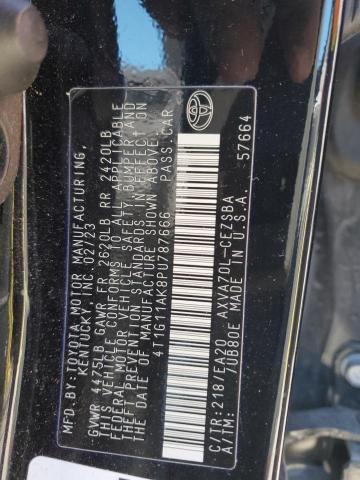 MFD.BY:TOYOTA MOTOR MANUFACTURING,
KENTUCKY, INC. 02/23
GVWR 4475LB GAWR FR 2620LB RR 2420LB
THIS VEHICLE CONFORMS TO ALL APPLICABLE
FEDERAL MOTOR VEHICLE SAFETY, BUMPER, AND
THEFT PREVENTION STANDARDS IN EFFECT ON
THE DATE OF MANUFACTURE SHOWN ABOVE.
4T1G11AK8PU787666 PASS.CAR
C/TR:218/EA20 AXVA70L-CEZSBA
A/TM: /UB80E MADE IN U.S.A.
57664